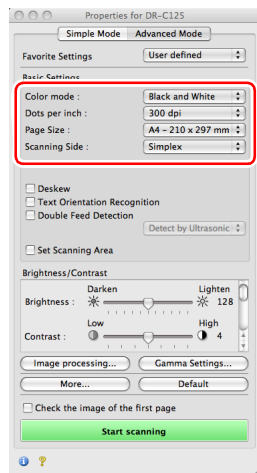 Properties for DR-C125
Simple Mode Advanced Mode
Favorite Settings User defined
Basic Settings
Color mode : Black and White
Dots per inch : 300 dpi
Page Size : A4 - 210 x 297 mm
Scanning Side : Simplex
Deskew
Text Orientation Recognition
Double Feed Detection
Detect by Ultrasonic
Set Scanning Area
Brightness/Contrast
Darken Lighten
Brightness : 128
Low High
Contrast : 4
Image processing... Gamma Settings...
More... Default
Check the image of the first page
Start scanning